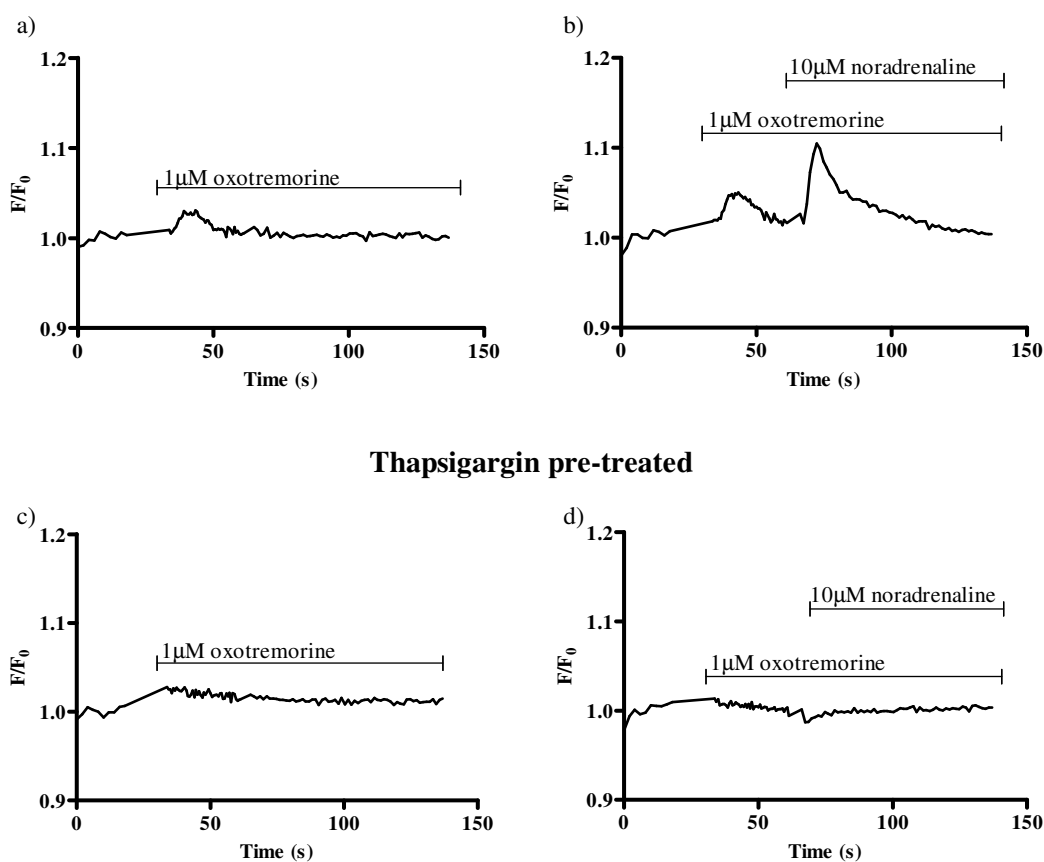 a)
1.2
1.1
1.0
0.9
F/F0
1µM oxotremorine
0
50
100
150
Time (s)
b)
1.2
1.1
1.0
0.9
F/F0
10µM noradrenaline
1µM oxotremorine
0
50
100
150
Time (s)
Thapsigargin pre-treated
c)
1.2
1.1
1.0
0.9
F/F0
1µM oxotremorine
0
50
100
150
Time (s)
d)
1.2
1.1
1.0
0.9
F/F0
10µM noradrenaline
1µM oxotremorine
0
50
100
150
Time (s)